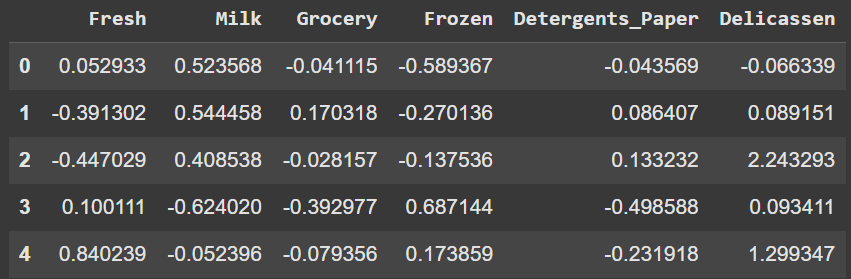 Fresh Milk Grocery Frozen Detergents_Paper Delicassen
0 0.052933 0.523568 -0.041115 -0.589367 -0.043569 -0.066339
1 -0.391302 0.544458 0.170318 -0.270136 0.086407 0.089151
2 -0.447029 0.408538 -0.028157 -0.137536 0.133232 2.243293
3 0.100111 -0.624020 -0.392977 0.687144 -0.498588 0.093411
4 0.840239 -0.052396 -0.079356 0.173859 -0.231918 1.299347